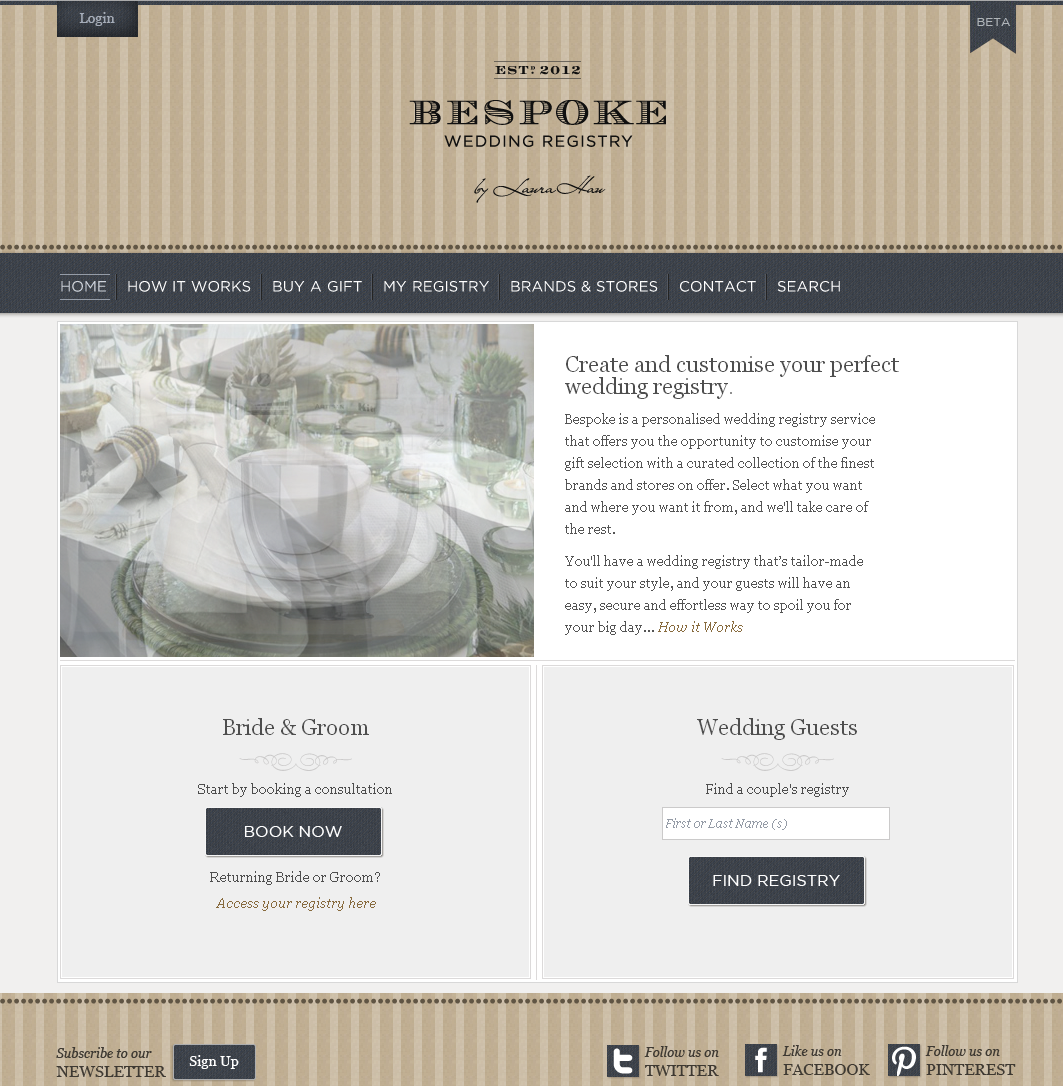 Login
BETA
ESTD 2012
BESPOKE
WEDDING REGISTRY
by Laura Hau
HOME HOW IT WORKS BUY A GIFT MY REGISTRY BRANDS & STORES CONTACT SEARCH
Create and customise your perfect
wedding registry.
Bespoke is a personalised wedding registry service
that offers you the opportunity to customise your
gift selection with a curated collection of the finest
brands and stores on offer. Select what you want
and where you want it from, and we'll take care of
the rest.
You'll have a wedding registry that's tailor-made
to suit your style, and your guests will have an
easy, secure and effortless way to spoil you for
your big day... How it Works
Bride & Groom
Start by booking a consultation
BOOK NOW
Returning Bride or Groom?
Access your registry here
Wedding Guests
Find a couple's registry
First or Last Name (s)
FIND REGISTRY
Subscribe to our
NEWSLETTER
Sign Up
Follow us on
TWITTER
Like us on
FACEBOOK
Follow us on
PINTEREST